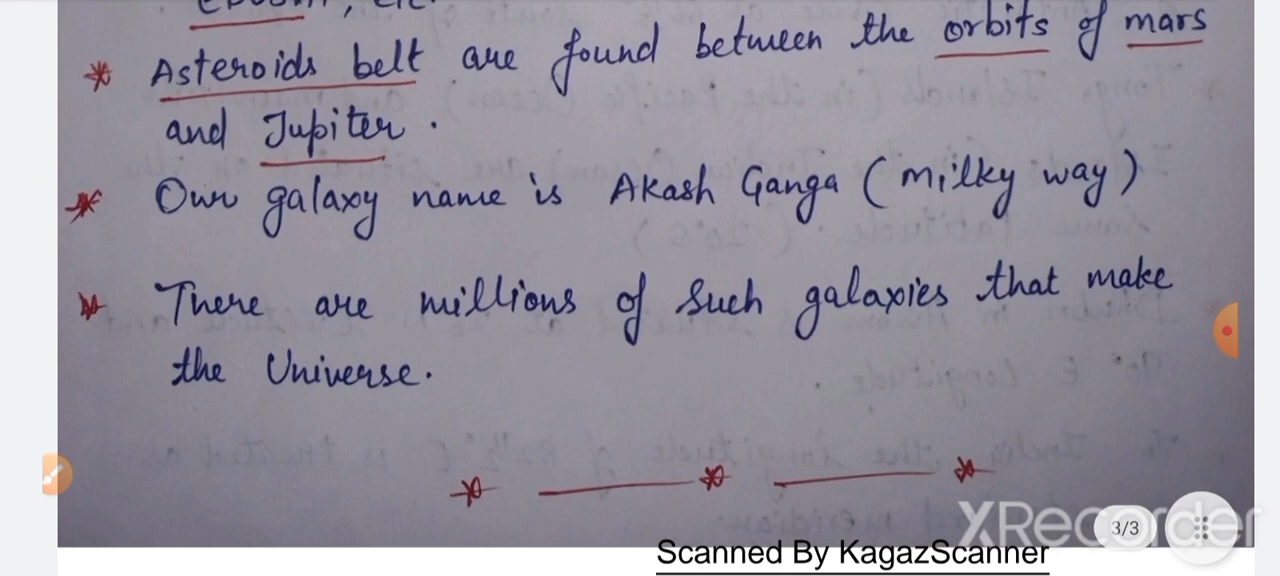 * Asteroids belt are found between the orbits of mars
and Jupiter.
* Our galaxy name is Akash Ganga (milky way)
* There are millions of such galaxies that make
the Universe.
3/3
XRecorder
Scanned By KagazScanner